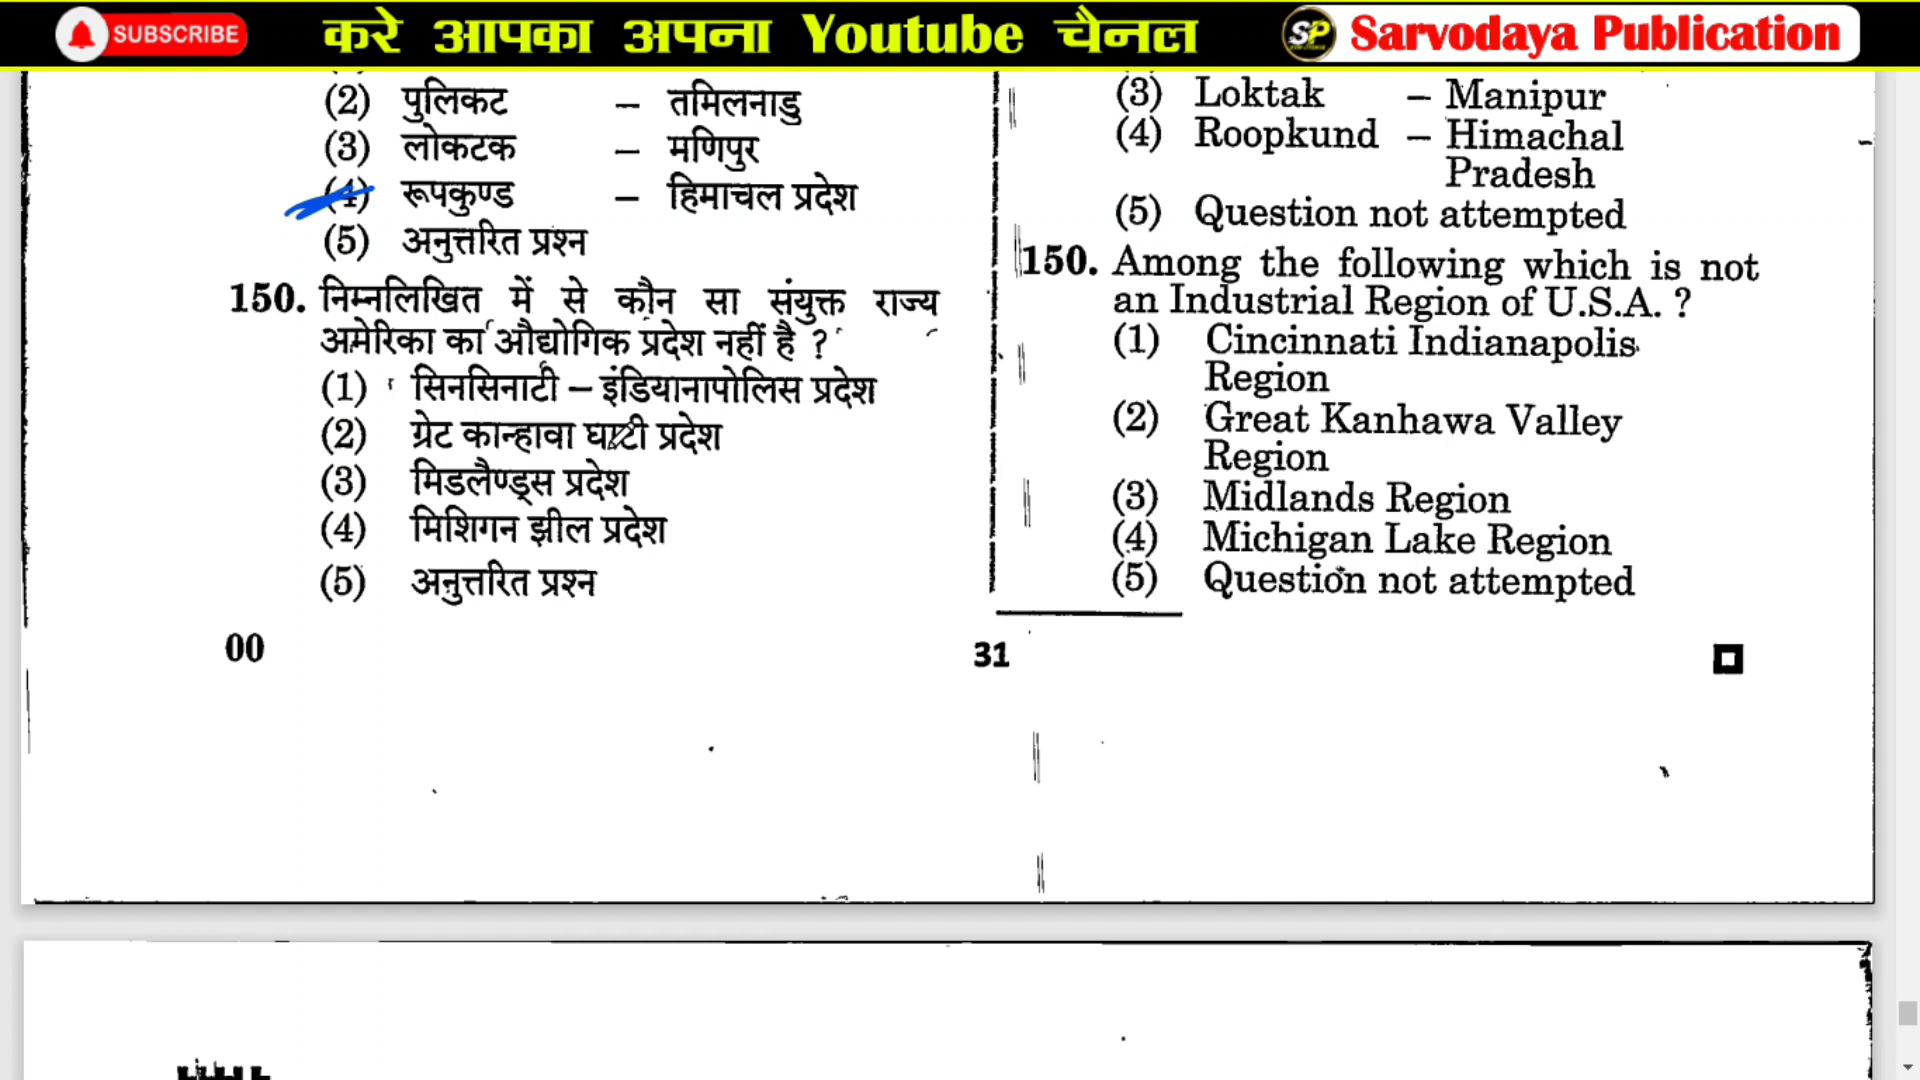 SUBSCRIBE
करे आपका अपना Youtube चैनल
SP
Sarvodaya Publication
(2) पुलिकट – तमिलनाडु
(3) लोकटक – मणिपुर
(4) रूपकुण्ड – हिमाचल प्रदेश
(5) अनुत्तरित प्रश्न
150. निम्नलिखित में से कौन सा संयुक्त राज्य
अमेरिका का औद्योगिक प्रदेश नहीं है ?
(1) सिनसिनाटी – इंडियानापोलिस प्रदेश
(2) ग्रेट कान्हावा घाटी प्रदेश
(3) मिडलैण्ड्स प्रदेश
(4) मिशिगन झील प्रदेश
(5) अनुत्तरित प्रश्न
(3) Loktak – Manipur
(4) Roopkund – Himachal
Pradesh
(5) Question not attempted
150. Among the following which is not
an Industrial Region of U.S.A. ?
(1) Cincinnati Indianapolis
Region
(2) Great Kanhawa Valley
Region
(3) Midlands Region
(4) Michigan Lake Region
(5) Question not attempted
00
31